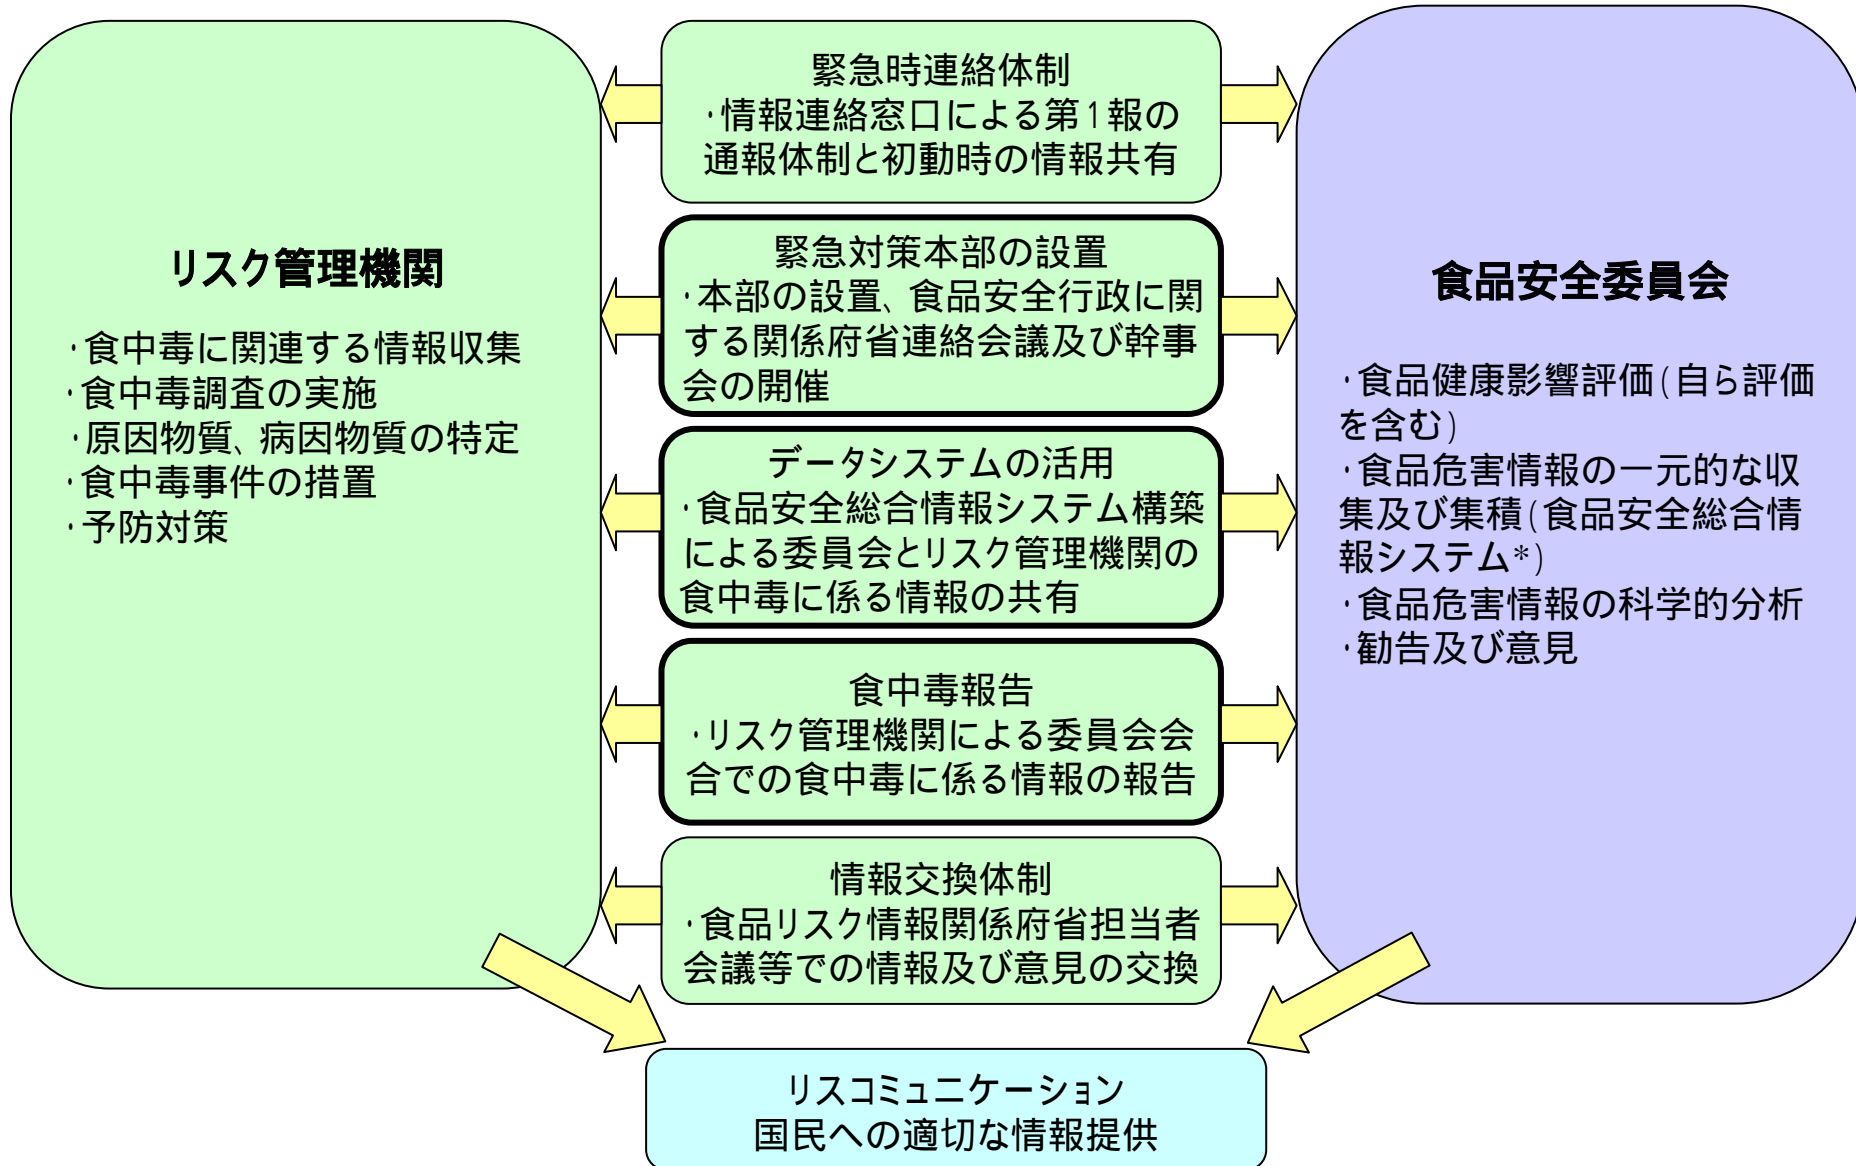 リスク管理機関
・食中毒に関連する情報収集
・食中毒調査の実施
・原因物質、病因物質の特定
・食中毒事件の措置
・予防対策
緊急時連絡体制
・情報連絡窓口による第1報の
通報体制と初動時の情報共有
緊急対策本部の設置
・本部の設置、食品安全行政に関
する関係府省連絡会議及び幹事
会の開催
データシステムの活用
・食品安全総合情報システム構築
による委員会とリスク管理機関の
食中毒に係る情報の共有
食中毒報告
・リスク管理機関による委員会会
合での食中毒に係る情報の報告
情報交換体制
・食品リスク情報関係府省担当者
会議等での情報及び意見の交換
食品安全委員会
・食品健康影響評価(自ら評価
を含む)
・食品危害情報の一元的な収
集及び集積(食品安全総合情
報システム*)
・食品危害情報の科学的分析
・勧告及び意見
リスコミュニケーション
国民への適切な情報提供